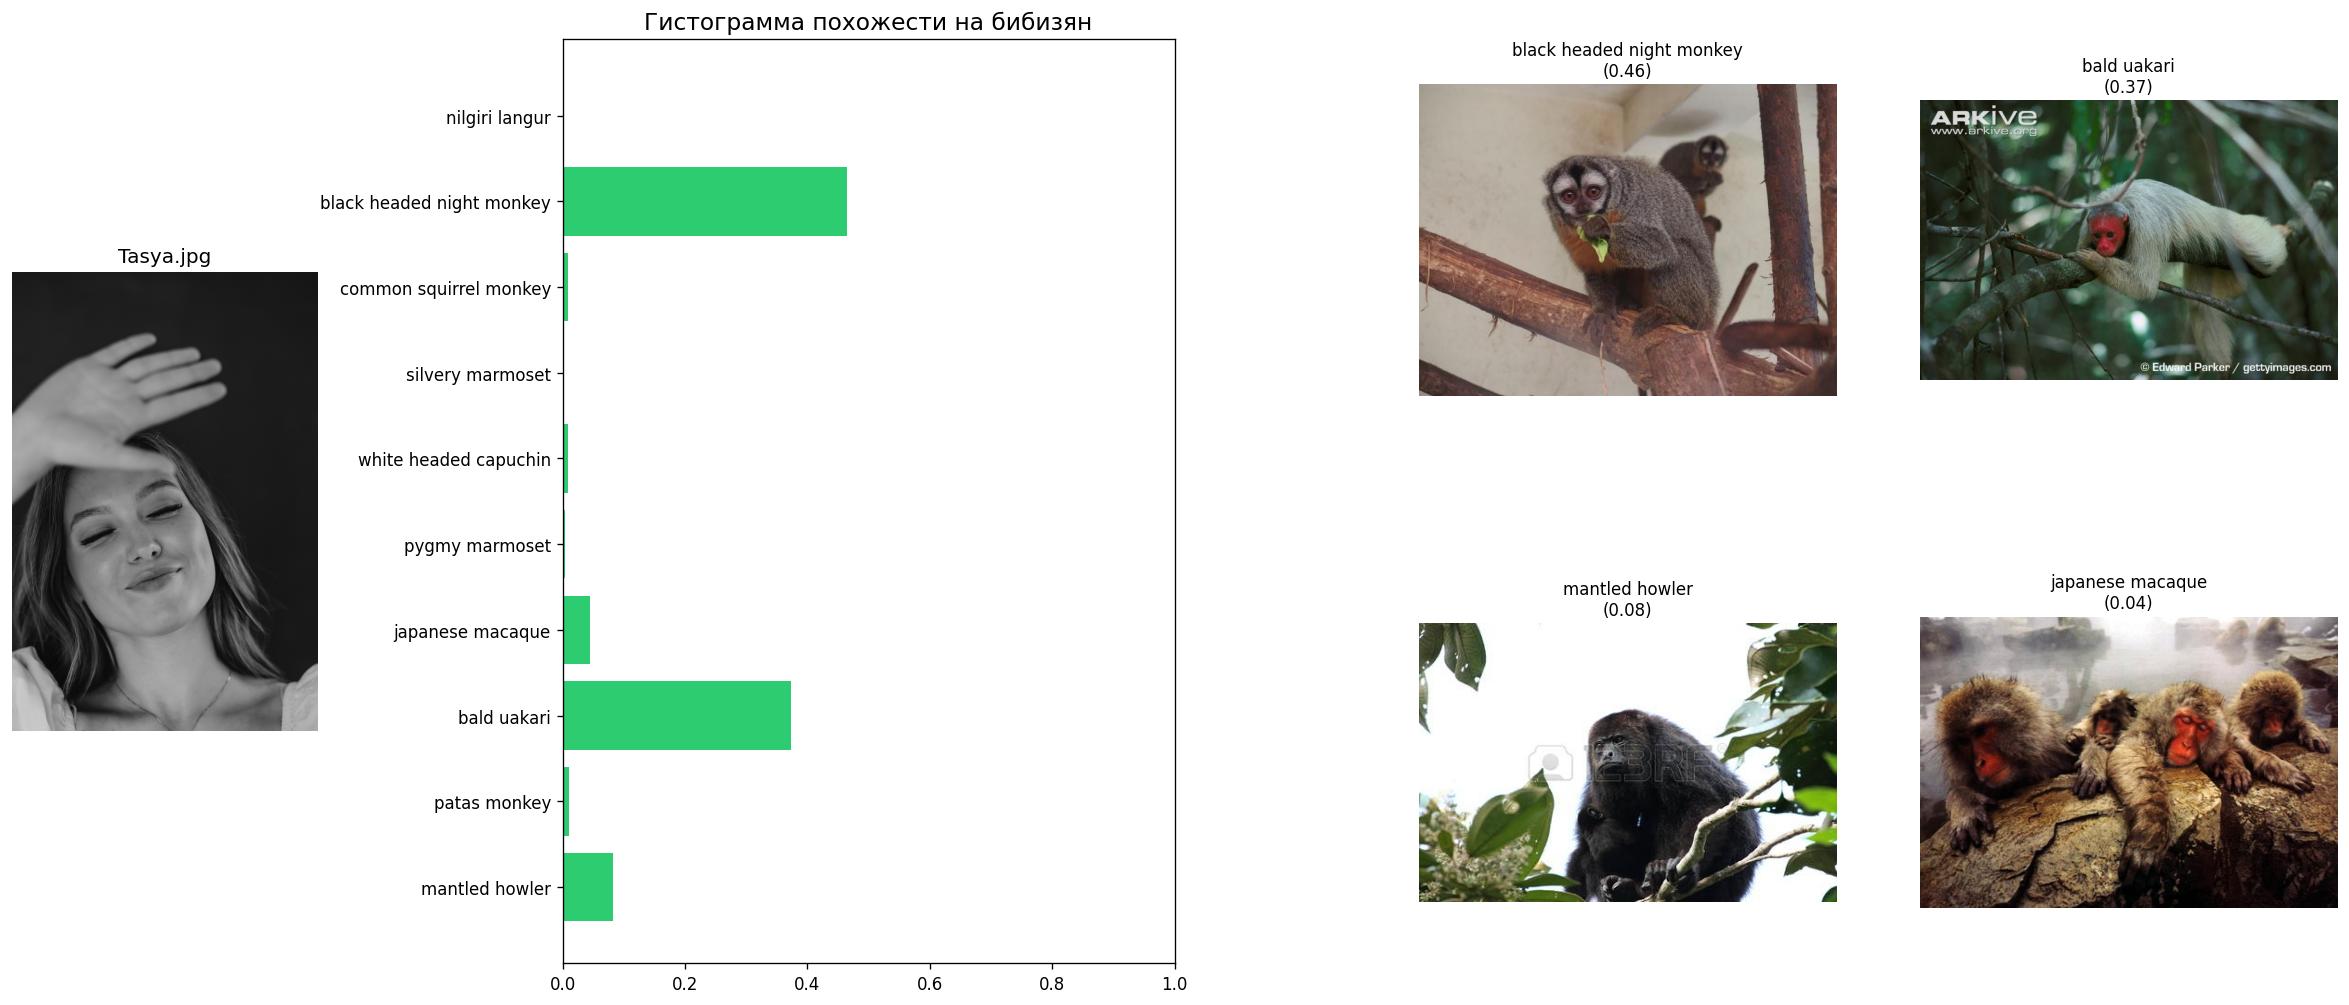 Tasya.jpg
Гистограмма похожести на бибизян
nilgiri langur
black headed night monkey
common squirrel monkey
silvery marmoset
white headed capuchin
pygmy marmoset
japanese macaque
bald uakari
patas monkey
mantled howler
0.0 0.2 0.4 0.6 0.8 1.0
black headed night monkey
(0.46)
bald uakari
(0.37)
ARKive
www.arkive.org
© Edward Parker / gettyimages.com
mantled howler
(0.08)
japanese macaque
(0.04)